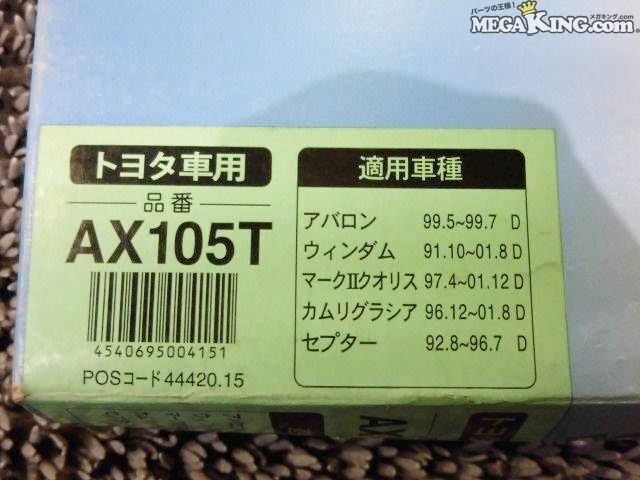 パーツの王様! メガキング.com
MEGAKING.com
トヨタ車用
品番
AX105T
4540695004151
POSコード44420.15
適用車種
アバロン 99.5~99.7 D
ウィンダム 91.10~01.8 D
マークⅡクオリス 97.4~01.12 D
カムリグラシア 96.12~01.8 D
セプター 92.8~96.7 D